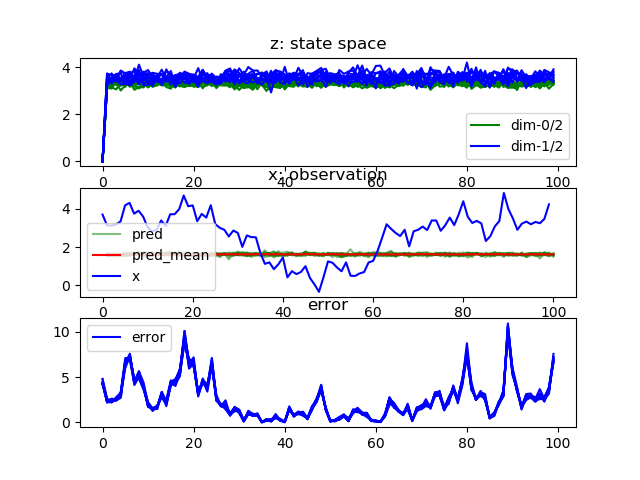 z: state space
4
2
0
dim-0/2
dim-1/2
0 20 40 60 80 100
x: observation
4
2
0
pred
pred_mean
x
0 20 40 60 80 100
error
10
5
0
error
0 20 40 60 80 100